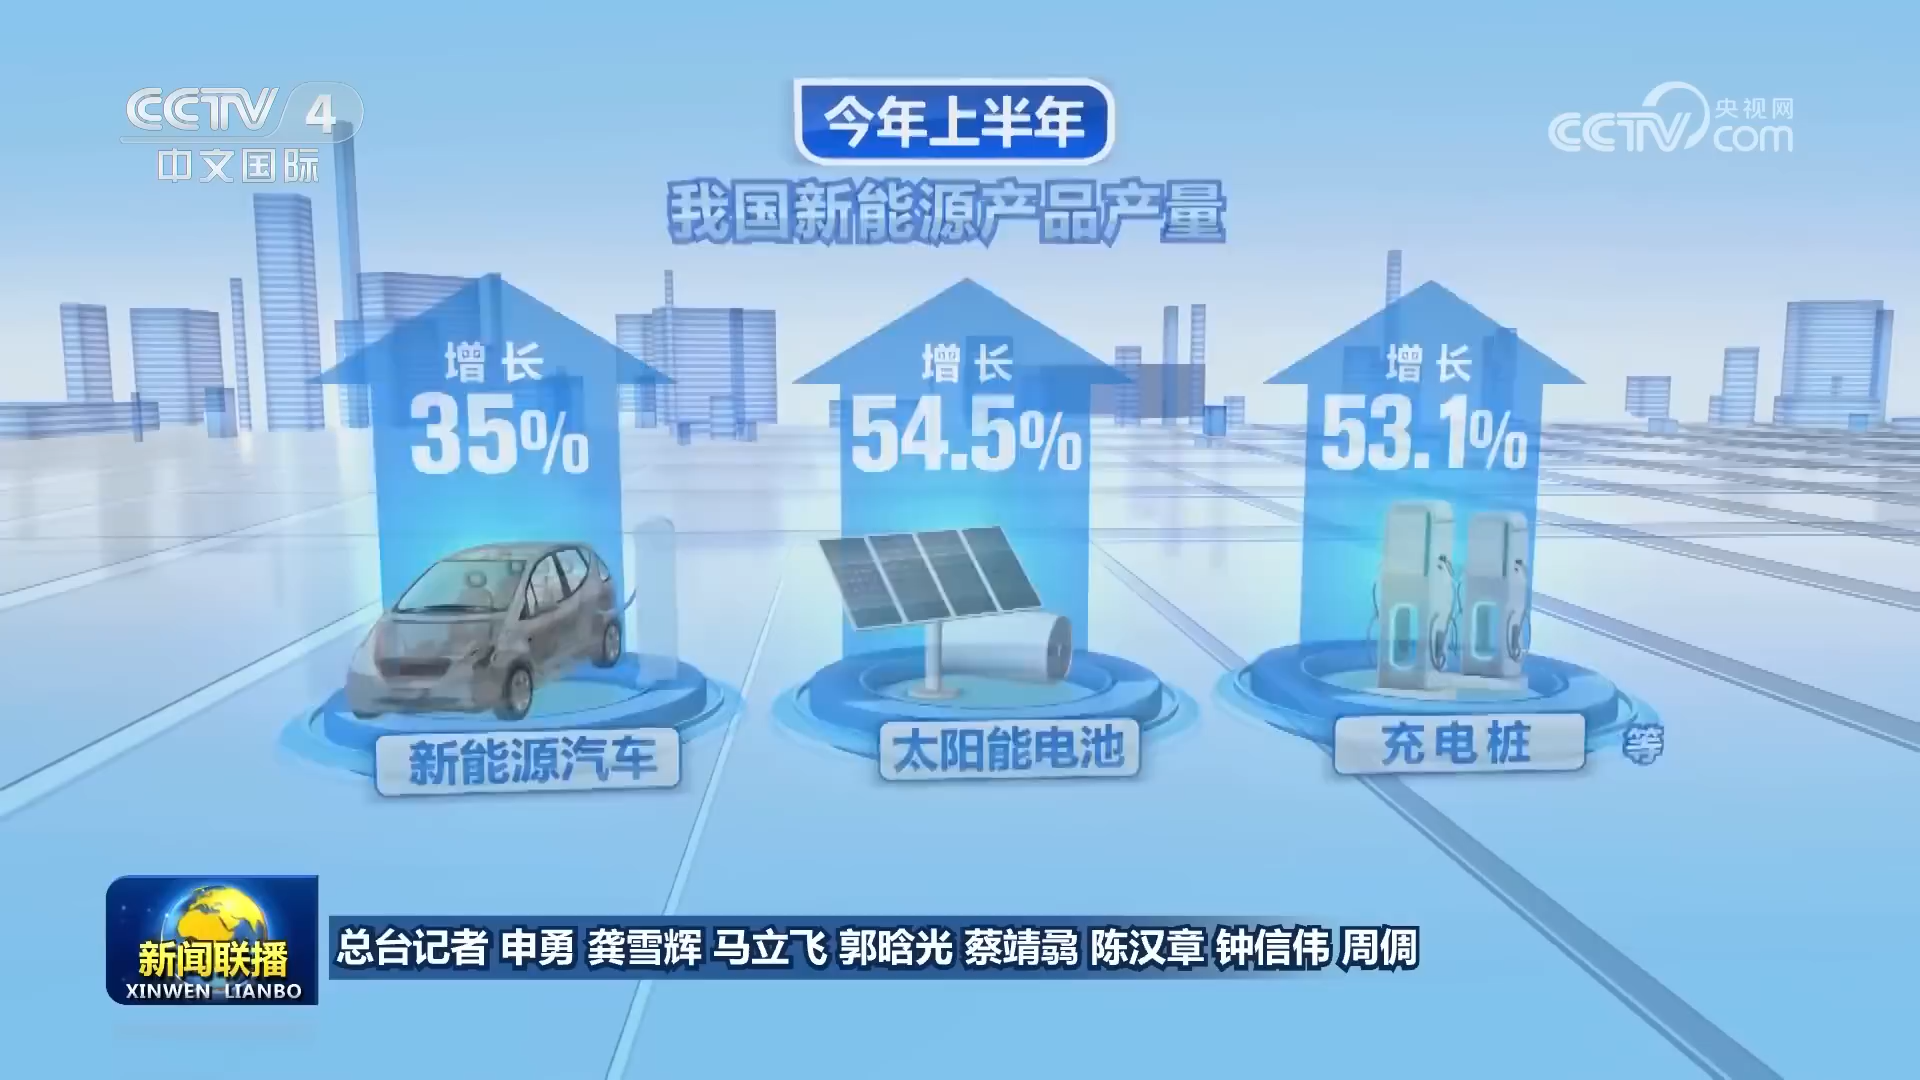 CCTV 4
中文国际
央视网
CCTV.com
今年上半年
我国新能源产品产量
增长
35%
增长
54.5%
增长
53.1%
新能源汽车
太阳能电池
充电桩
等
新闻联播
XINWEN LIANBO
总台记者 申勇 龚雪辉 马立飞 郭晗光 蔡靖骉 陈汉章 钟信伟 周倜